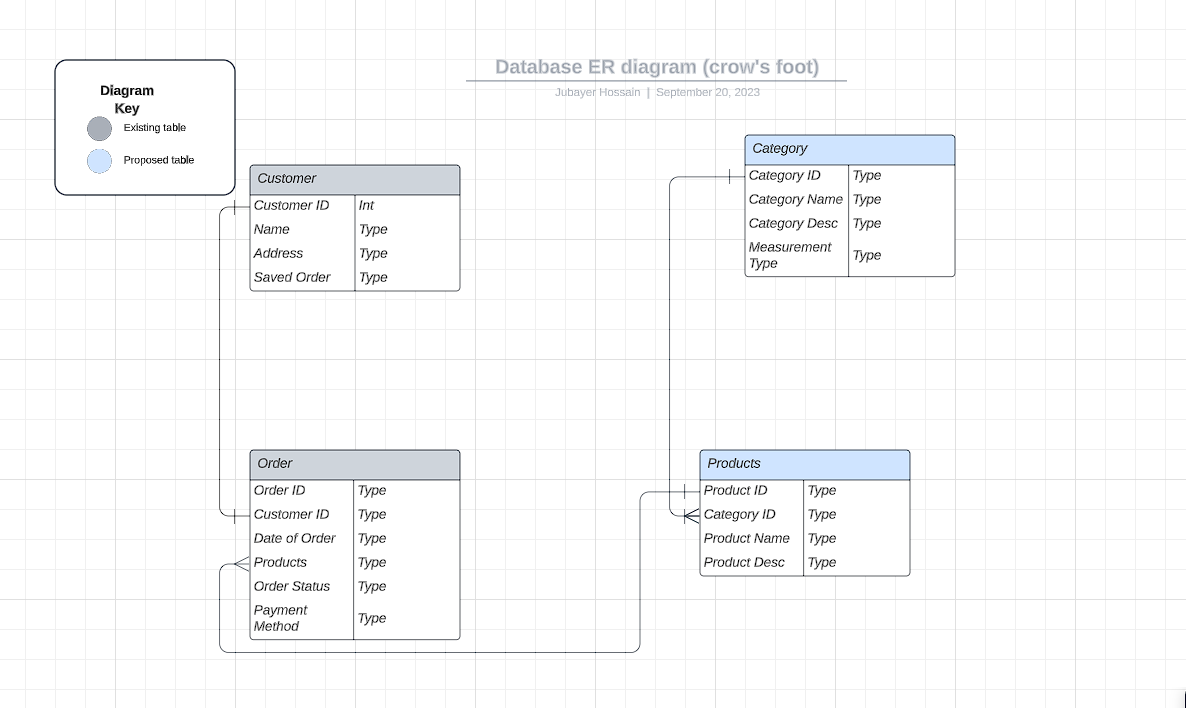 Database ER diagram (crow's foot)
Jubayer Hossain | September 20, 2023
Diagram
Key
Existing table
Proposed table
Customer
Customer ID Int
Name Type
Address Type
Saved Order Type
Category
Category ID Type
Category Name Type
Category Desc Type
Measurement
Type Type
Order
Order ID Type
Customer ID Type
Date of Order Type
Products Type
Order Status Type
Payment
Method Type
Products
Product ID Type
Category ID Type
Product Name Type
Product Desc Type